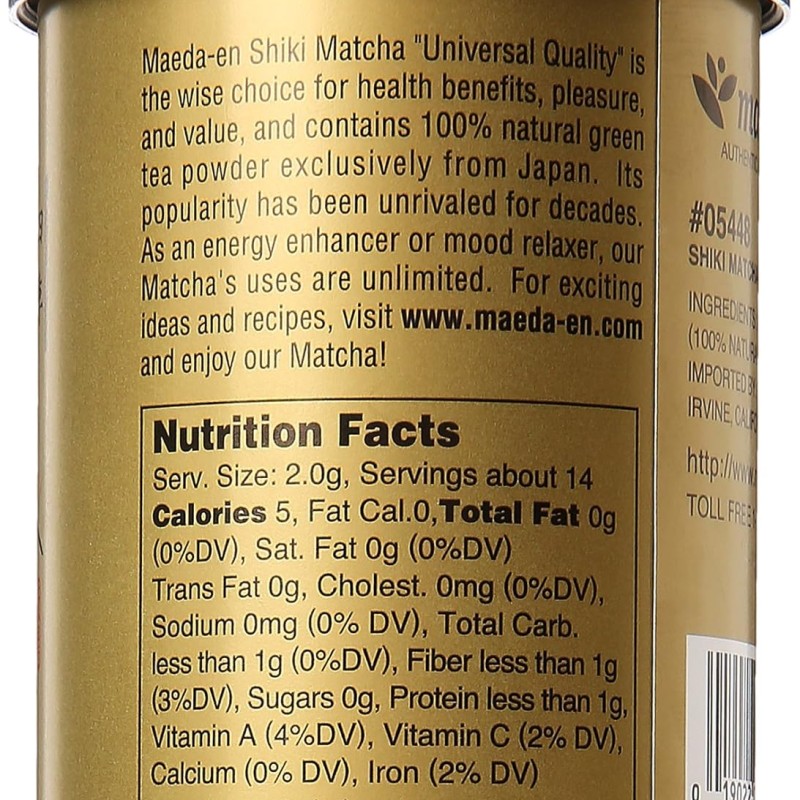 Maeda-en Shiki Matcha "Universal Quality" is
the wise choice for health benefits, pleasure,
and value, and contains 100% natural green
tea powder exclusively from Japan. Its
popularity has been unrivaled for decades.
As an energy enhancer or mood relaxer, our
Matcha's uses are unlimited. For exciting
ideas and recipes, visit www.maeda-en.com
and enjoy our Matcha!
Nutrition Facts
Serv. Size: 2.0g, Servings about 14
Calories 5, Fat Cal.0,Total Fat 0g
(0%DV), Sat. Fat 0g (0%DV)
Trans Fat 0g, Cholest. 0mg (0%DV),
Sodium 0mg (0% DV), Total Carb.
less than 1g (0%DV), Fiber less than 1g
(3%DV), Sugars 0g, Protein less than 1g,
Vitamin A (4%DV), Vitamin C (2% DV),
Calcium (0% DV), Iron (2% DV)
#05448
SHIKI MATCHA
INGREDIENTS
(100% NATURA
IMPORTED BY
IRVINE, CALIFO
http://www.
TOLL FREE